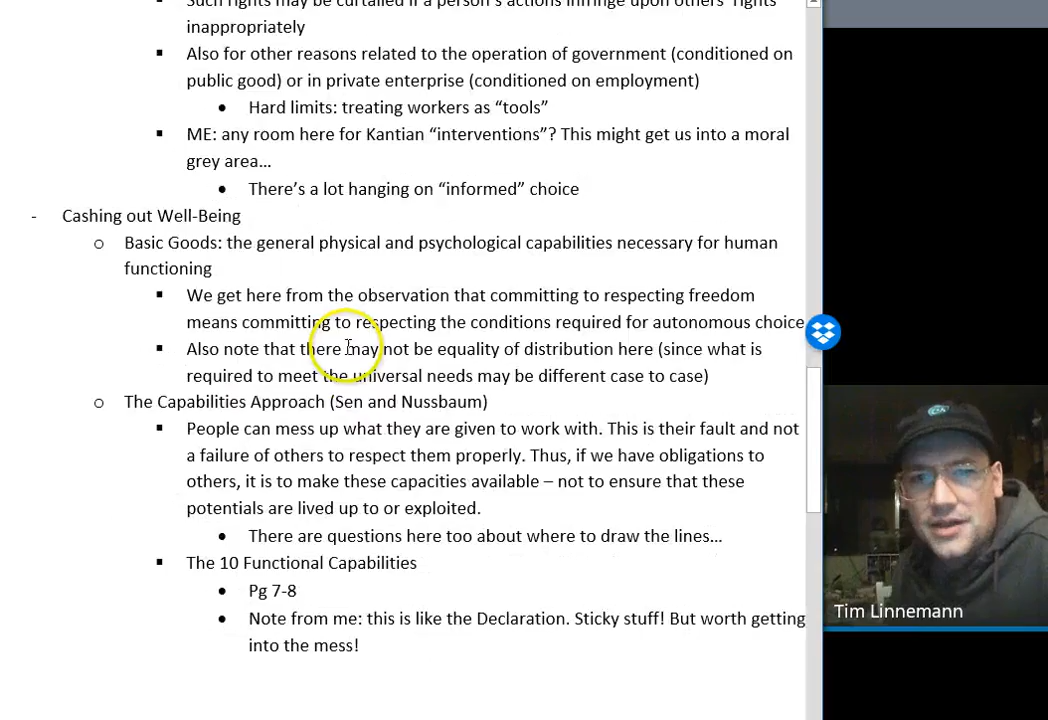 Such rights may be curtailed if a person's actions infringe upon others' rights
inappropriately
Also for other reasons related to the operation of government (conditioned on
public good) or in private enterprise (conditioned on employment)
Hard limits: treating workers as “tools”
ME: any room here for Kantian “interventions”? This might get us into a moral
grey area…
There’s a lot hanging on “informed” choice
- Cashing out Well-Being
Basic Goods: the general physical and psychological capabilities necessary for human
functioning
We get here from the observation that committing to respecting freedom
means committing to respecting the conditions required for autonomous choice
Also note that there may not be equality of distribution here (since what is
required to meet the universal needs may be different case to case)
The Capabilities Approach (Sen and Nussbaum)
People can mess up what they are given to work with. This is their fault and not
a failure of others to respect them properly. Thus, if we have obligations to
others, it is to make these capacities available – not to ensure that these
potentials are lived up to or exploited.
There are questions here too about where to draw the lines…
The 10 Functional Capabilities
Pg 7-8
Note from me: this is like the Declaration. Sticky stuff! But worth getting
into the mess!
Tim Linnemann